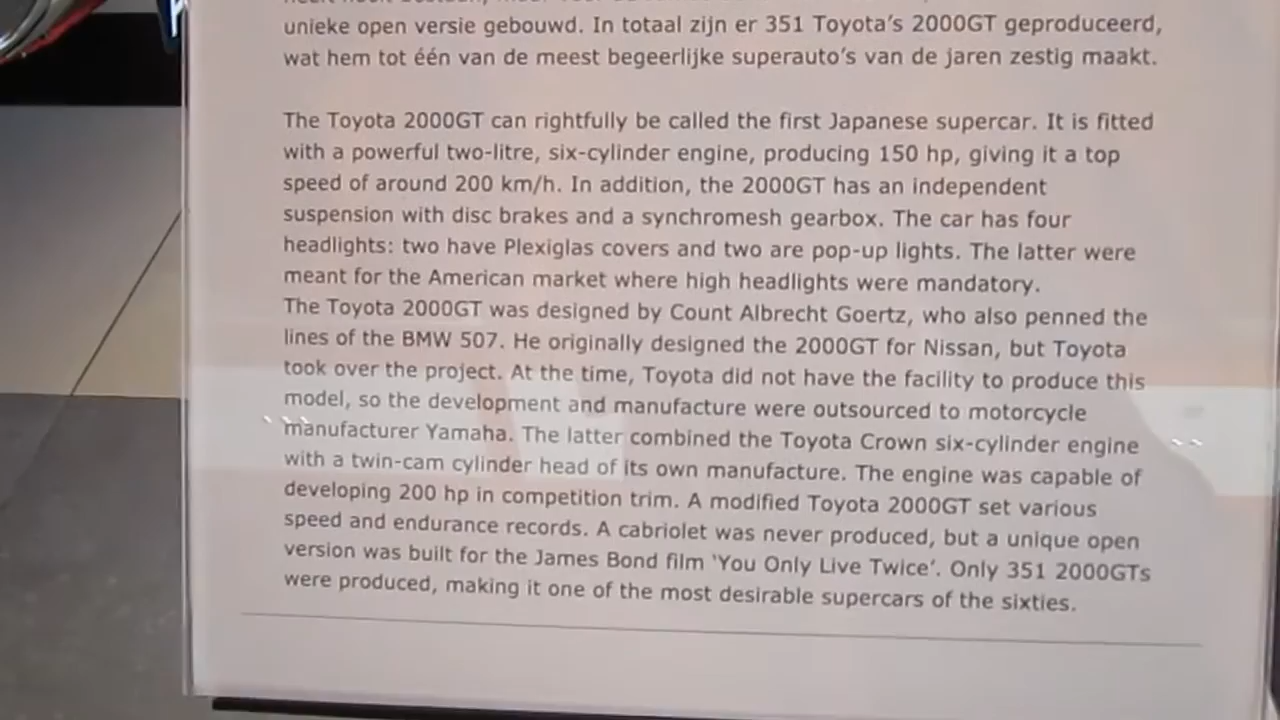 unieke open versie gebouwd. In totaal zijn er 351 Toyota's 2000GT geproduceerd,
wat hem tot één van de meest begeerlijke superauto's van de jaren zestig maakt.
The Toyota 2000GT can rightfully be called the first Japanese supercar. It is fitted
with a powerful two-litre, six-cylinder engine, producing 150 hp, giving it a top
speed of around 200 km/h. In addition, the 2000GT has an independent
suspension with disc brakes and a synchromesh gearbox. The car has four
headlights: two have Plexiglas covers and two are pop-up lights. The latter were
meant for the American market where high headlights were mandatory.
The Toyota 2000GT was designed by Count Albrecht Goertz, who also penned the
lines of the BMW 507. He originally designed the 2000GT for Nissan, but Toyota
took over the project. At the time, Toyota did not have the facility to produce this
model, so the development and manufacture were outsourced to motorcycle
manufacturer Yamaha. The latter combined the Toyota Crown six-cylinder engine
with a twin-cam cylinder head of its own manufacture. The engine was capable of
developing 200 hp in competition trim. A modified Toyota 2000GT set various
speed and endurance records. A cabriolet was never produced, but a unique open
version was built for the James Bond film 'You Only Live Twice'. Only 351 2000GTs
were produced, making it one of the most desirable supercars of the sixties.